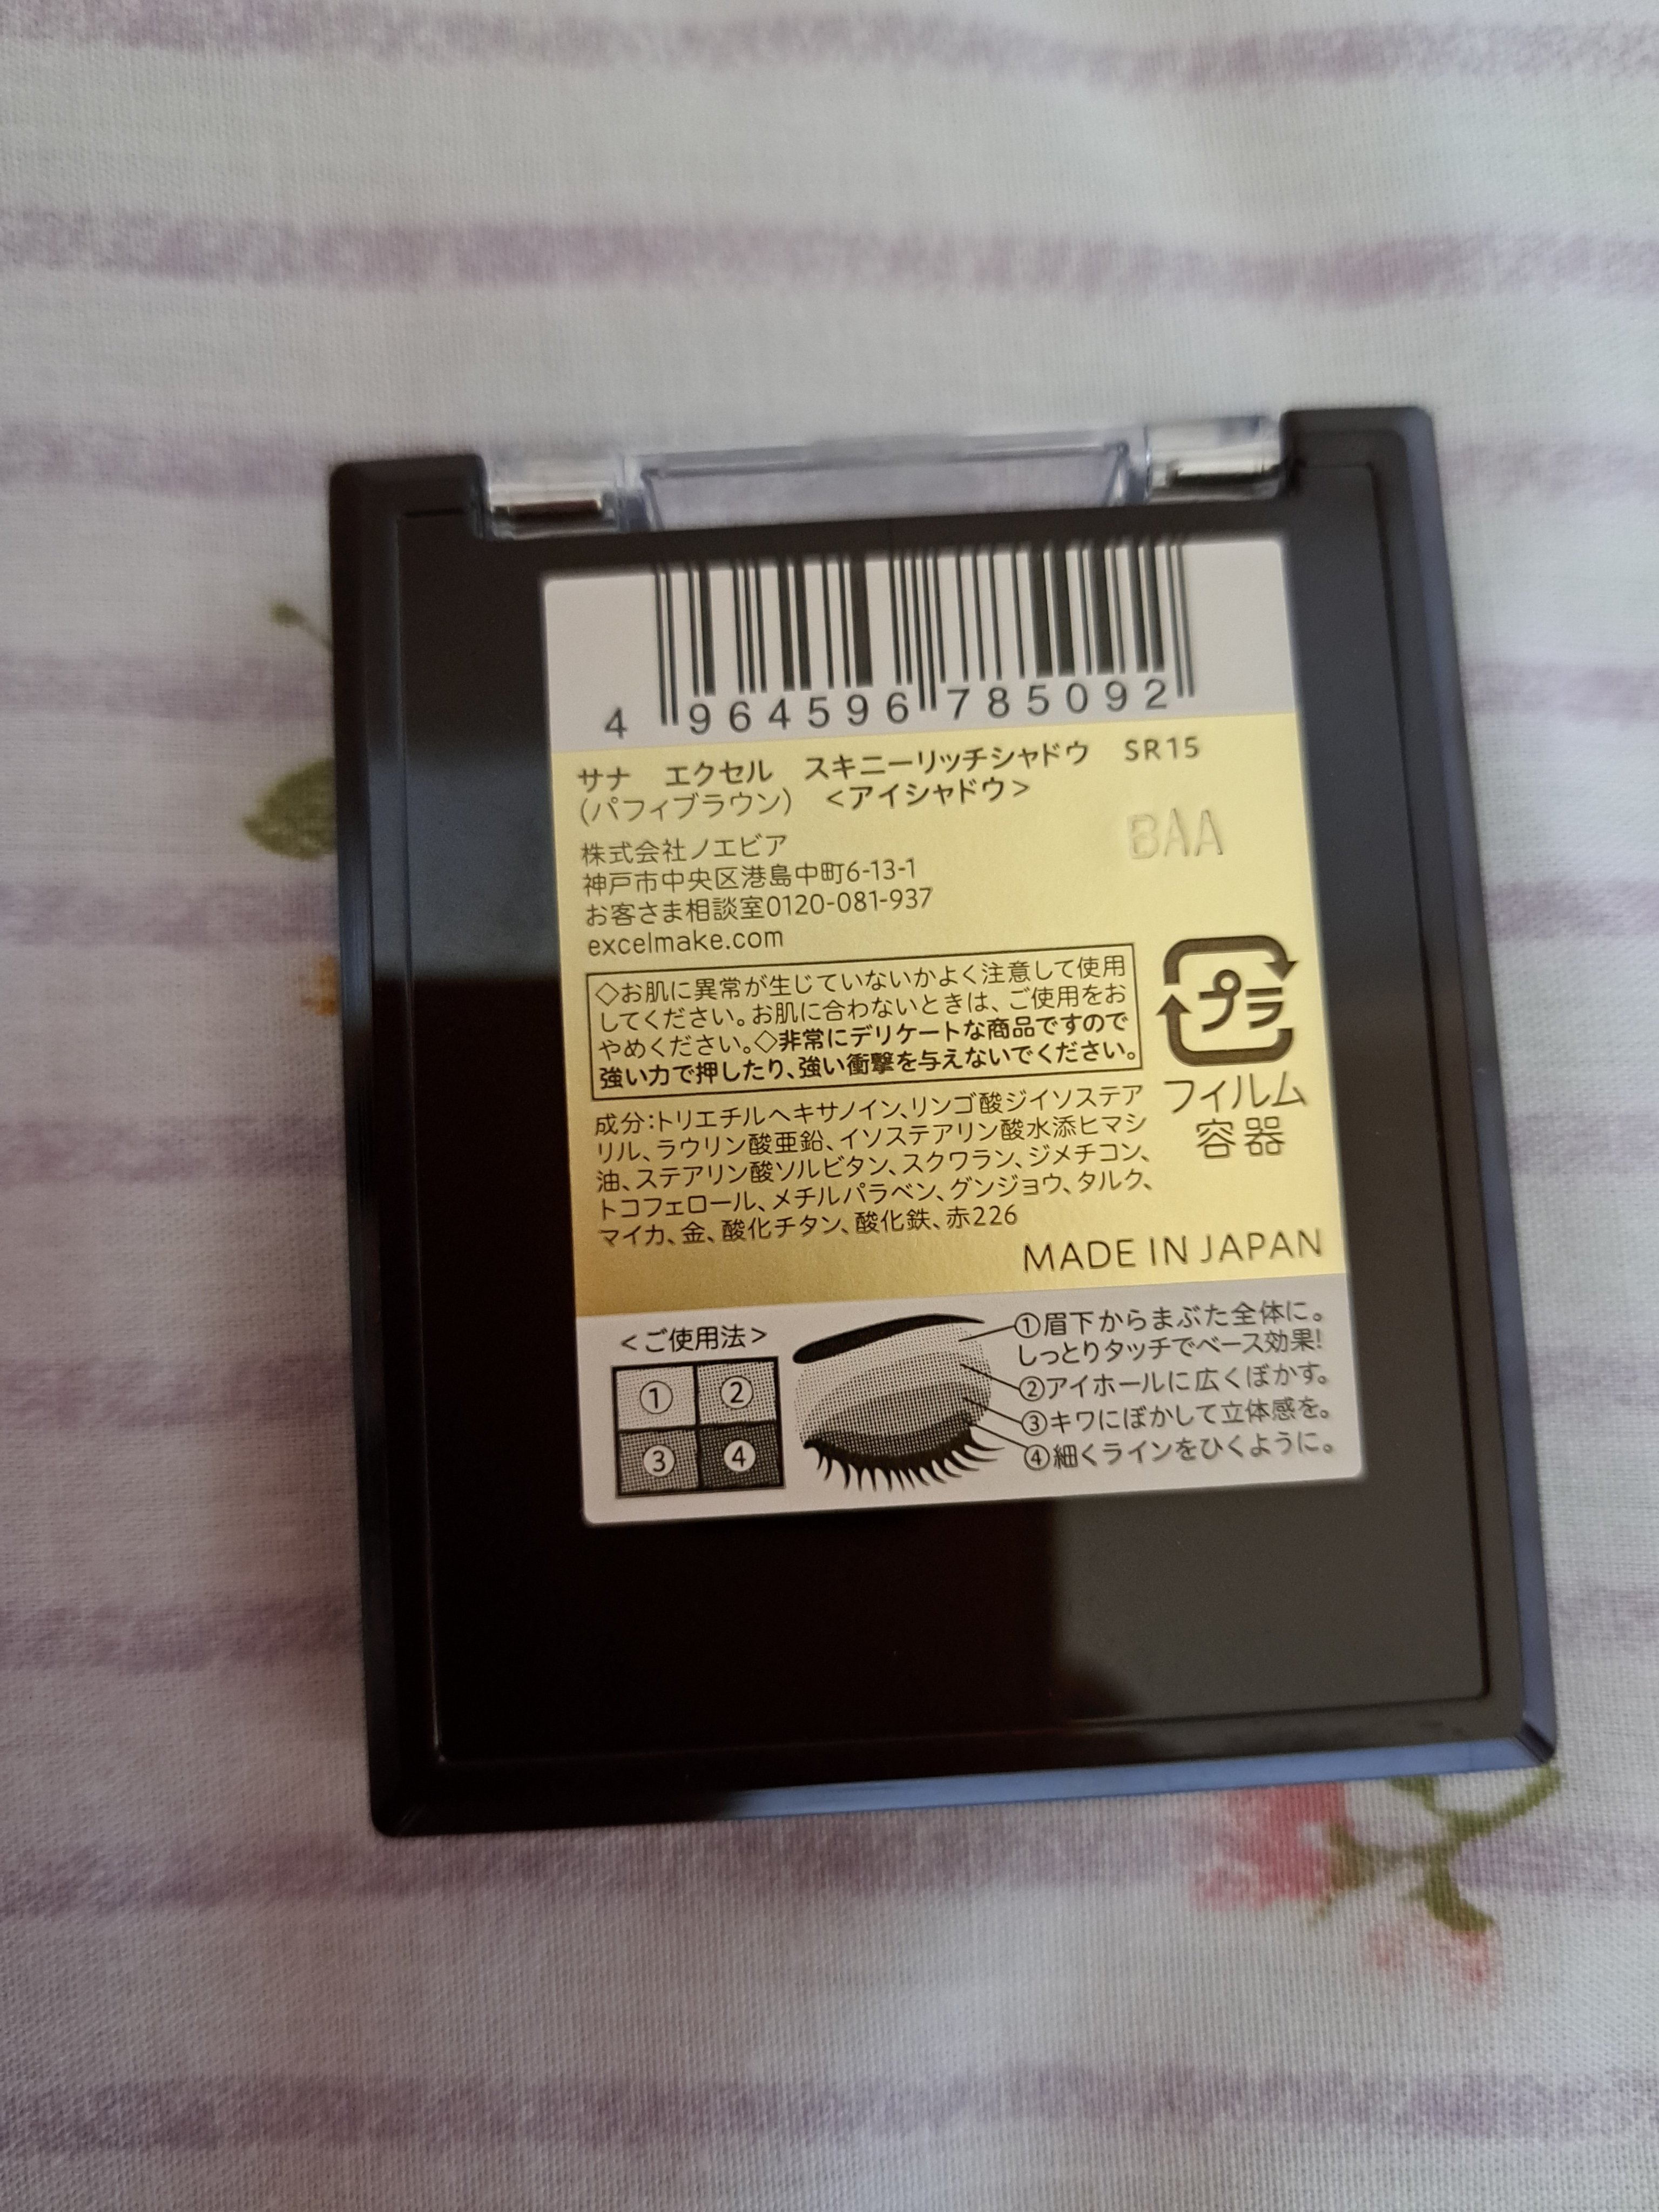 4 964596 785092
サナ　エクセル　スキニーリッチシャドウ　SR15
(パフィブラウン)　＜アイシャドウ＞
BAA
株式会社ノエビア
神戸市中央区港島中町6-13-1
お客さま相談室0120-081-937
excelmake.com
◇お肌に異常が生じていないかよく注意して使用
してください。お肌に合わないときは、ご使用をお
やめください。◇非常にデリケートな商品ですので
強い力で押したり、強い衝撃を与えないでください。
プラ
フィルム
容器
成分：トリエチルヘキサノイン、リンゴ酸ジイソステア
リル、ラウリン酸亜鉛、イソステアリン酸水添ヒマシ
油、ステアリン酸ソルビタン、スクワラン、ジメチコン、
トコフェロール、メチルパラベン、グンジョウ、タルク、
マイカ、金、酸化チタン、酸化鉄、赤226
MADE IN JAPAN
＜ご使用法＞
① ②
③ ④
①眉下からまぶた全体に。
しっとりタッチでベース効果!
②アイホールに広くぼかす。
③キワにぼかして立体感を。
④細くラインをひくように。